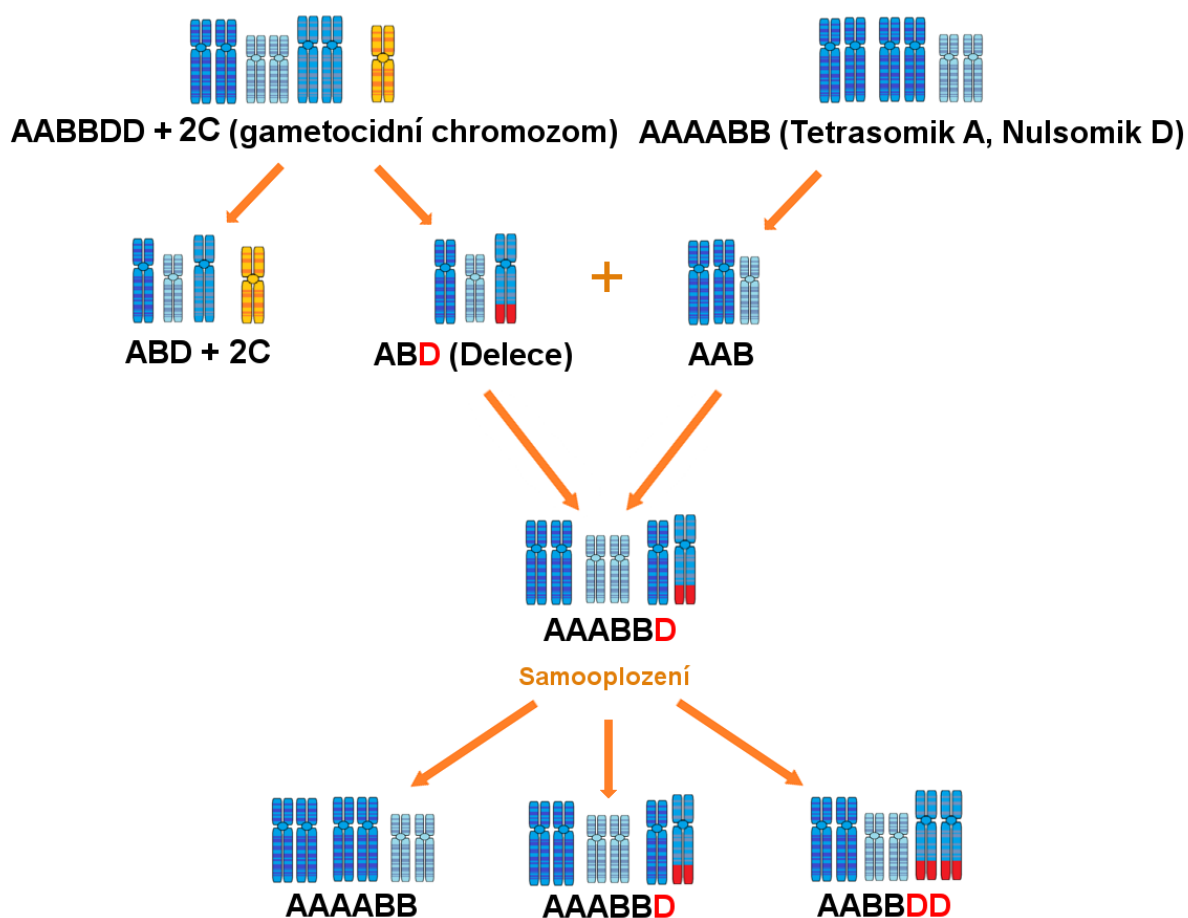 AABBDD + 2C (gametocidní chromozom)
AAAABB (Tetrasomik A, Nulsomik D)
ABD + 2C
ABD (Delece)
+
AAB
AAABBD
Samooplození
AAAABB
AAABBD
AABBDD